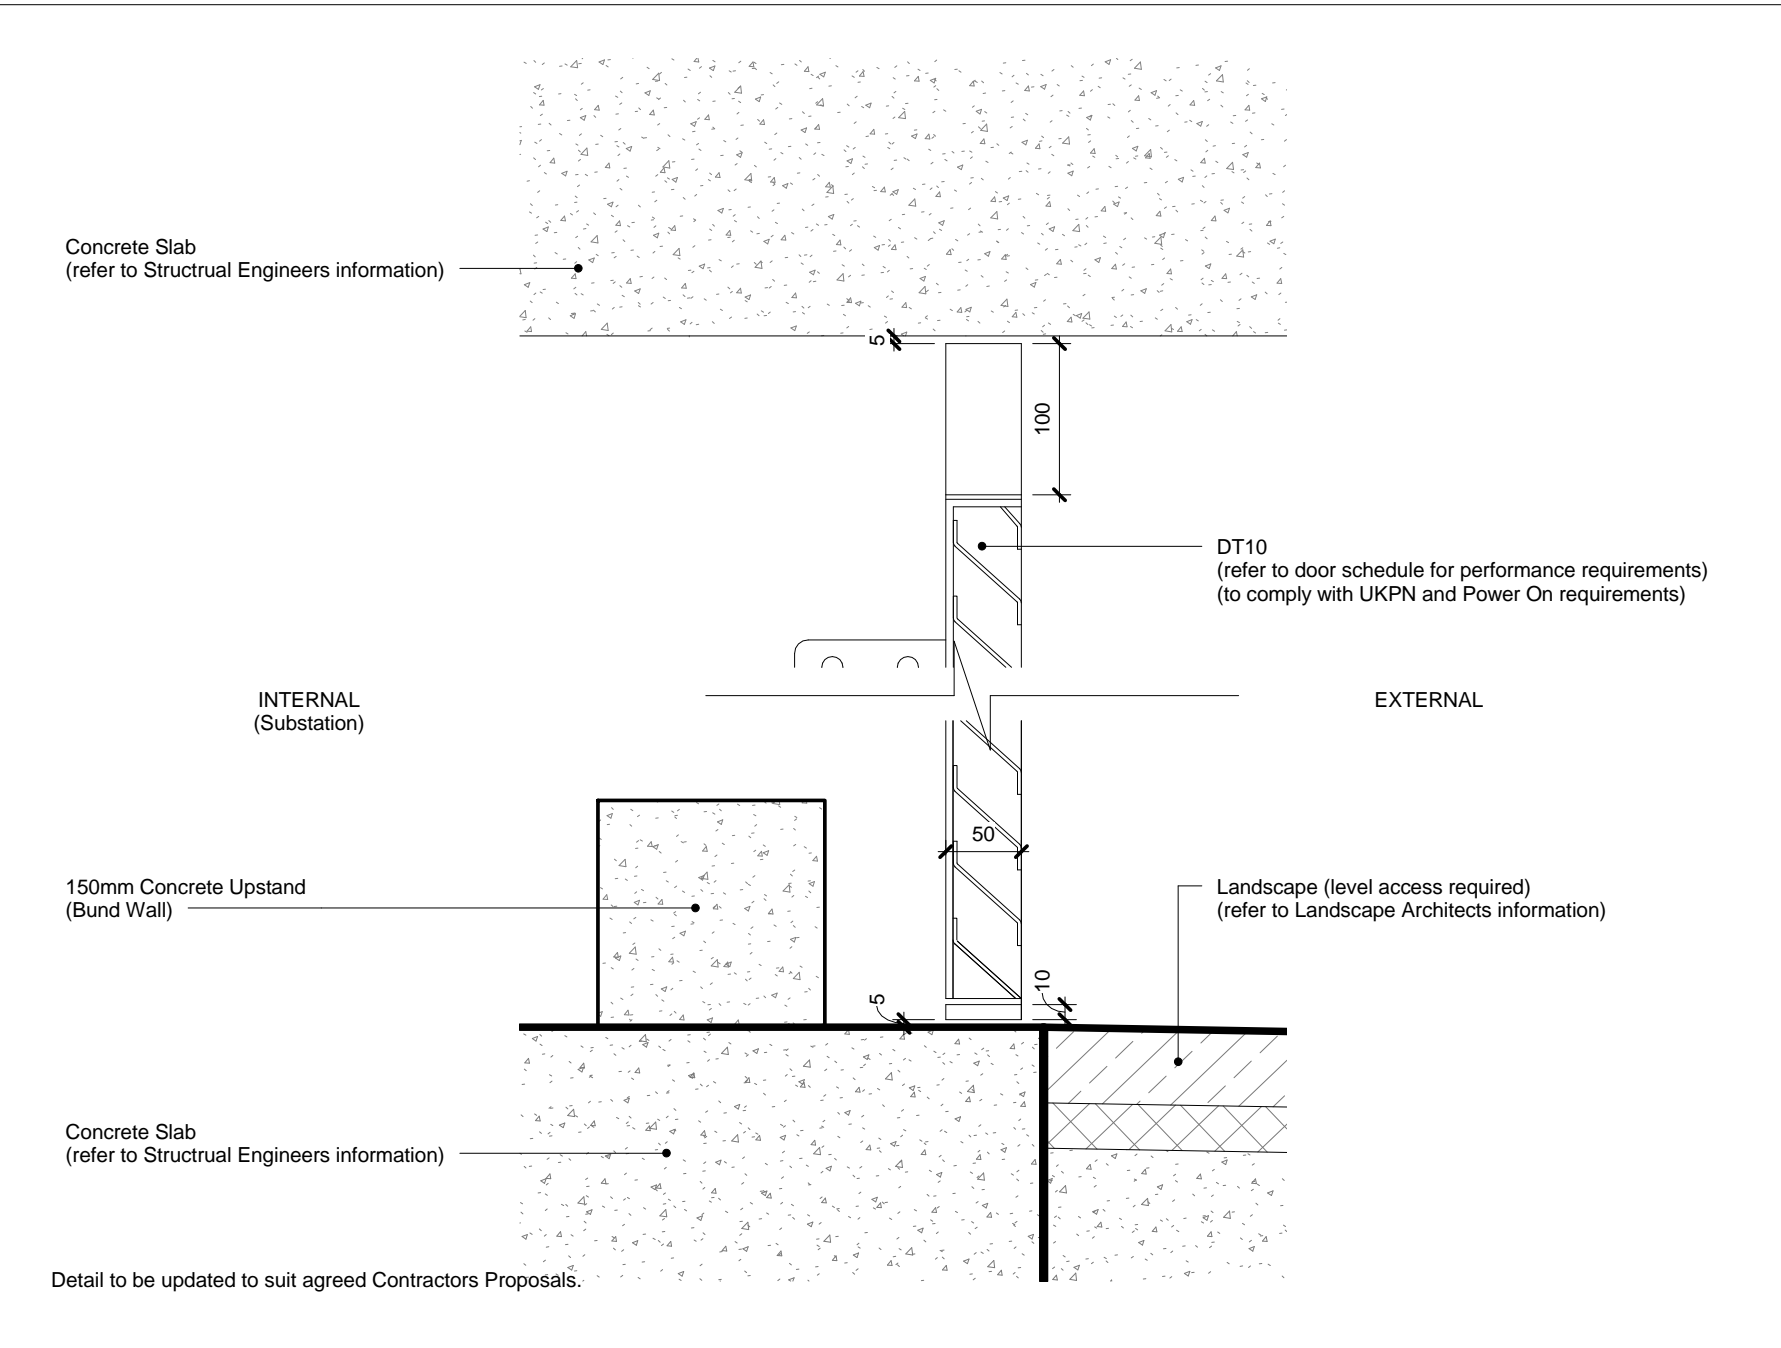 Concrete Slab
(refer to Structrual Engineers information)
5
100
DT10
(refer to door schedule for performance requirements)
(to comply with UKPN and Power On requirements)
INTERNAL
(Substation)
EXTERNAL
50
150mm Concrete Upstand
(Bund Wall)
Landscape (level access required)
(refer to Landscape Architects information)
5
10
Concrete Slab
(refer to Structrual Engineers information)
Detail to be updated to suit agreed Contractors Proposals.